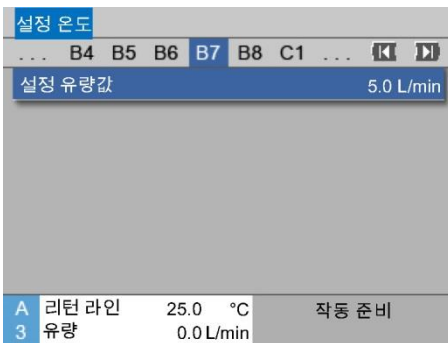 설정 온도
... B4 B5 B6 B7 B8 C1 ...
설정 유량값 5.0 L/min
A 리턴 라인 25.0 °C 작동 준비
3 유량 0.0 L/min